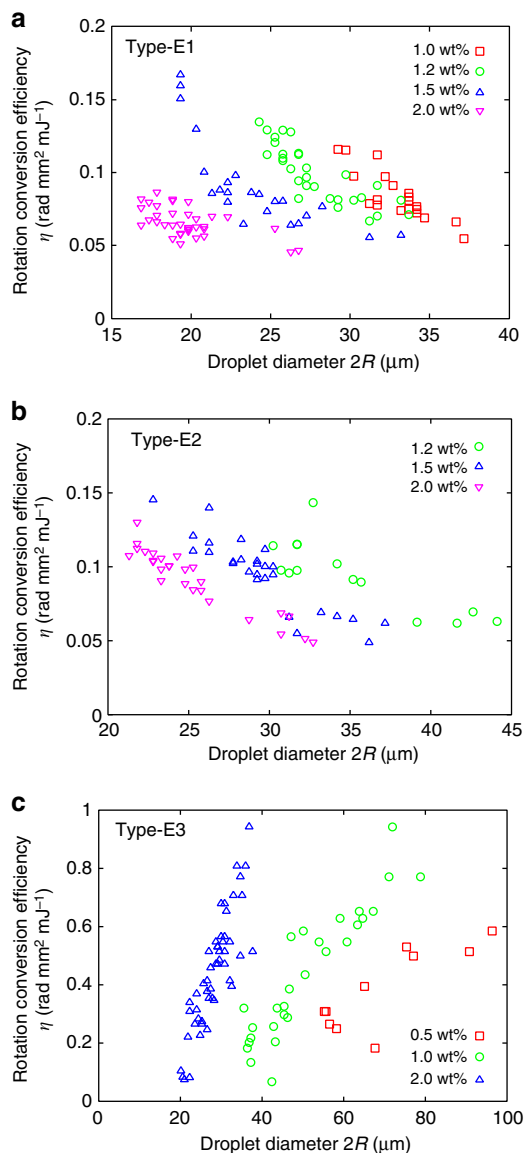 a
0.2
0.15
0.1
0.05
0
Rotation conversion efficiency
η (rad mm² mJ⁻¹)
Type-E1
1.0 wt%
1.2 wt%
1.5 wt%
2.0 wt%
15 20 25 30 35 40
Droplet diameter 2R (μm)
b
0.2
0.15
0.1
0.05
0
Rotation conversion efficiency
η (rad mm² mJ⁻¹)
Type-E2
1.2 wt%
1.5 wt%
2.0 wt%
20 25 30 35 40 45
Droplet diameter 2R (μm)
c
1
0.8
0.6
0.4
0.2
0
Rotation conversion efficiency
η (rad mm² mJ⁻¹)
Type-E3
0.5 wt%
1.0 wt%
2.0 wt%
0 20 40 60 80 100
Droplet diameter 2R (μm)